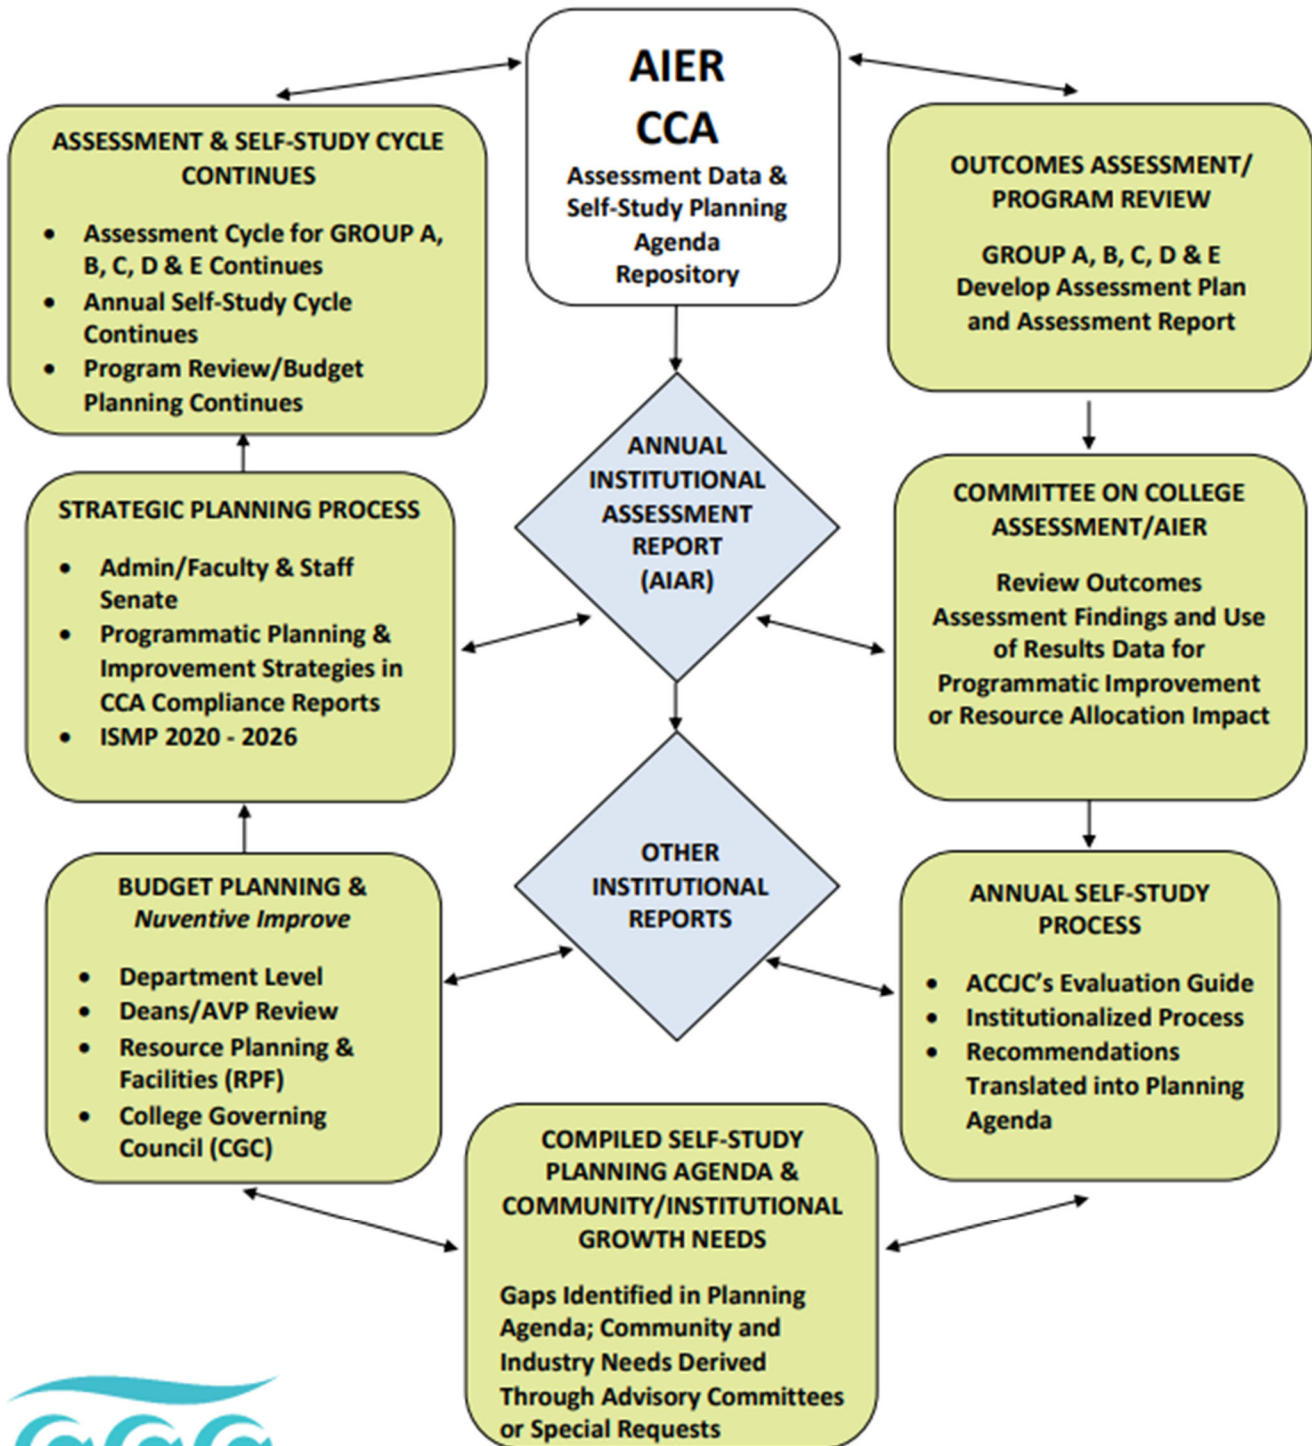 AIER
CCA
Assessment Data &
Self-Study Planning
Agenda
Repository
ASSESSMENT & SELF-STUDY CYCLE
CONTINUES
• Assessment Cycle for GROUP A,
B, C, D & E Continues
• Annual Self-Study Cycle
Continues
• Program Review/Budget
Planning Continues
OUTCOMES ASSESSMENT/
PROGRAM REVIEW
GROUP A, B, C, D & E
Develop Assessment Plan
and Assessment Report
ANNUAL
INSTITUTIONAL
ASSESSMENT
REPORT
(AIAR)
STRATEGIC PLANNING PROCESS
• Admin/Faculty & Staff
Senate
• Programmatic Planning &
Improvement Strategies in
CCA Compliance Reports
• ISMP 2020 - 2026
COMMITTEE ON COLLEGE
ASSESSMENT/AIER
Review Outcomes
Assessment Findings and Use
of Results Data for
Programmatic Improvement
or Resource Allocation Impact
OTHER
INSTITUTIONAL
REPORTS
BUDGET PLANNING &
Nuventive Improve
• Department Level
• Deans/AVP Review
• Resource Planning &
Facilities (RPF)
• College Governing
Council (CGC)
ANNUAL SELF-STUDY
PROCESS
• ACCJC’s Evaluation Guide
• Institutionalized Process
• Recommendations
Translated into Planning
Agenda
COMPILED SELF-STUDY
PLANNING AGENDA &
COMMUNITY/INSTITUTIONAL
GROWTH NEEDS
Gaps Identified in Planning
Agenda; Community and
Industry Needs Derived
Through Advisory Committees
or Special Requests